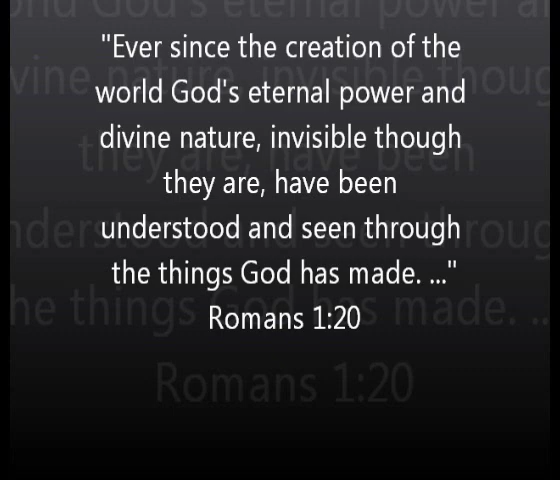 "Ever since the creation of the
world God's eternal power and
divine nature, invisible though
they are, have been
understood and seen through
the things God has made. ..."
Romans 1:20